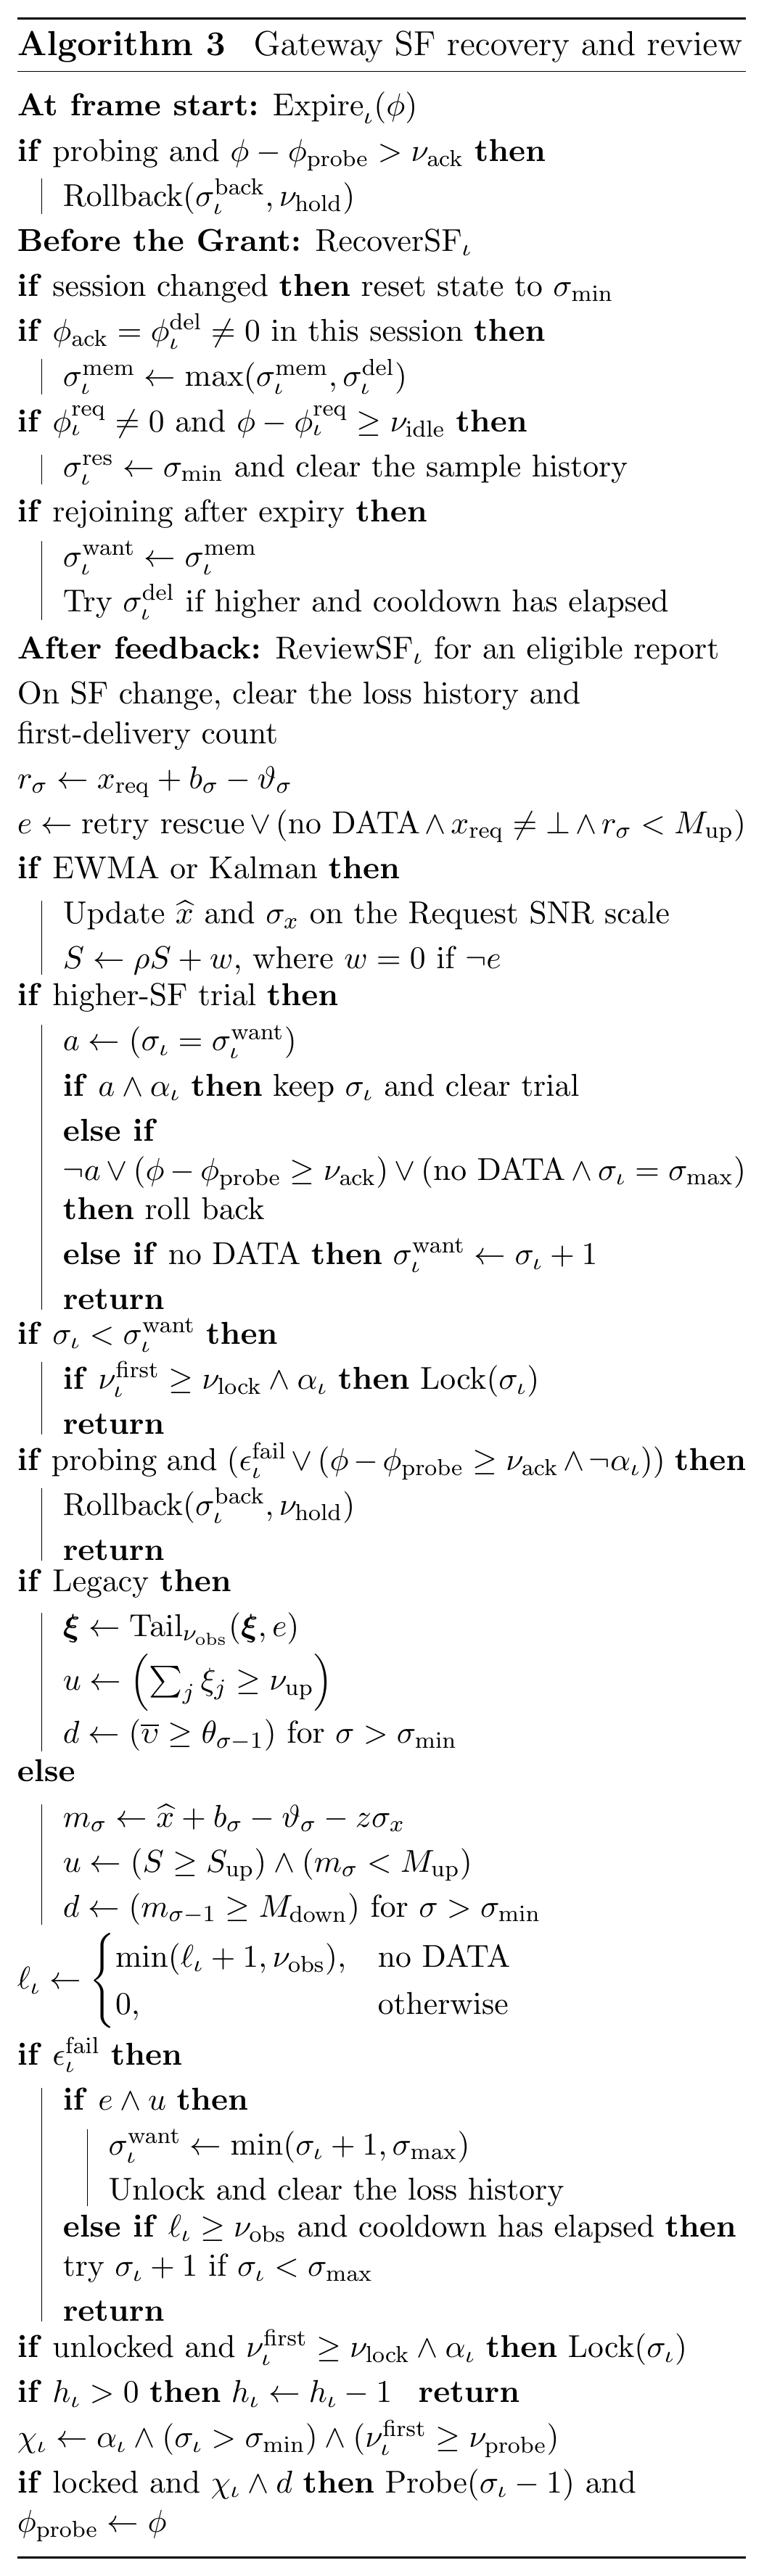 Algorithm 3 Gateway SF recovery and review
At frame start: Expire_ι(ϕ)
if probing and ϕ − ϕ_probe > ν_ack then
Rollback(σ_ι^back, ν_hold)
Before the Grant: RecoverSF_ι
if session changed then reset state to σ_min
if ϕ_ack = ϕ_ι^del ≠ 0 in this session then
σ_ι^mem ← max(σ_ι^mem, σ_ι^del)
if ϕ_ι^req ≠ 0 and ϕ − ϕ_ι^req ≥ ν_idle then
σ_ι^res ← σ_min and clear the sample history
if rejoining after expiry then
σ_ι^want ← σ_ι^mem
Try σ_ι^del if higher and cooldown has elapsed
After feedback: ReviewSF_ι for an eligible report
On SF change, clear the loss history and
first-delivery count
r_σ ← x_req + b_σ − ϑ_σ
e ← retry rescue ∨ (no DATA ∧ x_req ≠ ⊥ ∧ r_σ < M_up)
if EWMA or Kalman then
Update x̂ and σ_x on the Request SNR scale
S ← ρS + w, where w = 0 if ¬e
if higher-SF trial then
a ← (σ_ι = σ_ι^want)
if a ∧ α_ι then keep σ_ι and clear trial
else if
¬a ∨ (ϕ − ϕ_probe ≥ ν_ack) ∨ (no DATA ∧ σ_ι = σ_max)
then roll back
else if no DATA then σ_ι^want ← σ_ι + 1
return
if σ_ι < σ_ι^want then
if ν_ι^first ≥ ν_lock ∧ α_ι then Lock(σ_ι)
return
if probing and (ϵ_ι^fail ∨ (ϕ − ϕ_probe ≥ ν_ack ∧ ¬α_ι)) then
Rollback(σ_ι^back, ν_hold)
return
if Legacy then
ξ ← Tail_ν_obs(ξ, e)
u ← (∑_j ξ_j ≥ ν_up)
d ← (υ̅ ≥ θ_{σ−1}) for σ > σ_min
else
m_σ ← x̂ + b_σ − ϑ_σ − zσ_x
u ← (S ≥ S_up) ∧ (m_σ < M_up)
d ← (m_{σ−1} ≥ M_down) for σ > σ_min
ℓ_ι ← { min(ℓ_ι + 1, ν_obs), no DATA
0, otherwise
if ϵ_ι^fail then
if e ∧ u then
σ_ι^want ← min(σ_ι + 1, σ_max)
Unlock and clear the loss history
else if ℓ_ι ≥ ν_obs and cooldown has elapsed then
try σ_ι + 1 if σ_ι < σ_max
return
if unlocked and ν_ι^first ≥ ν_lock ∧ α_ι then Lock(σ_ι)
if h_ι > 0 then h_ι ← h_ι − 1 return
χ_ι ← α_ι ∧ (σ_ι > σ_min) ∧ (ν_ι^first ≥ ν_probe)
if locked and χ_ι ∧ d then Probe(σ_ι − 1) and
ϕ_probe ← ϕ